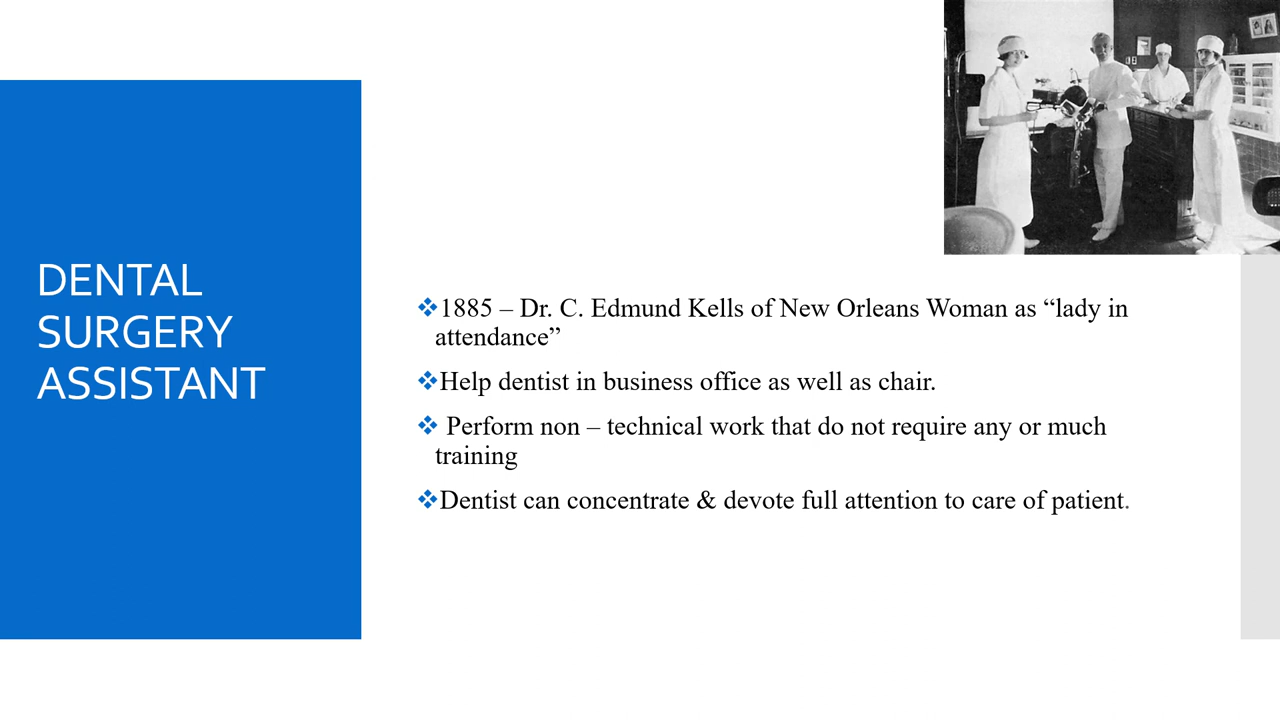 DENTAL
SURGERY
ASSISTANT
❖1885 – Dr. C. Edmund Kells of New Orleans Woman as “lady in
attendance”
❖Help dentist in business office as well as chair.
❖ Perform non – technical work that do not require any or much
training
❖Dentist can concentrate & devote full attention to care of patient.